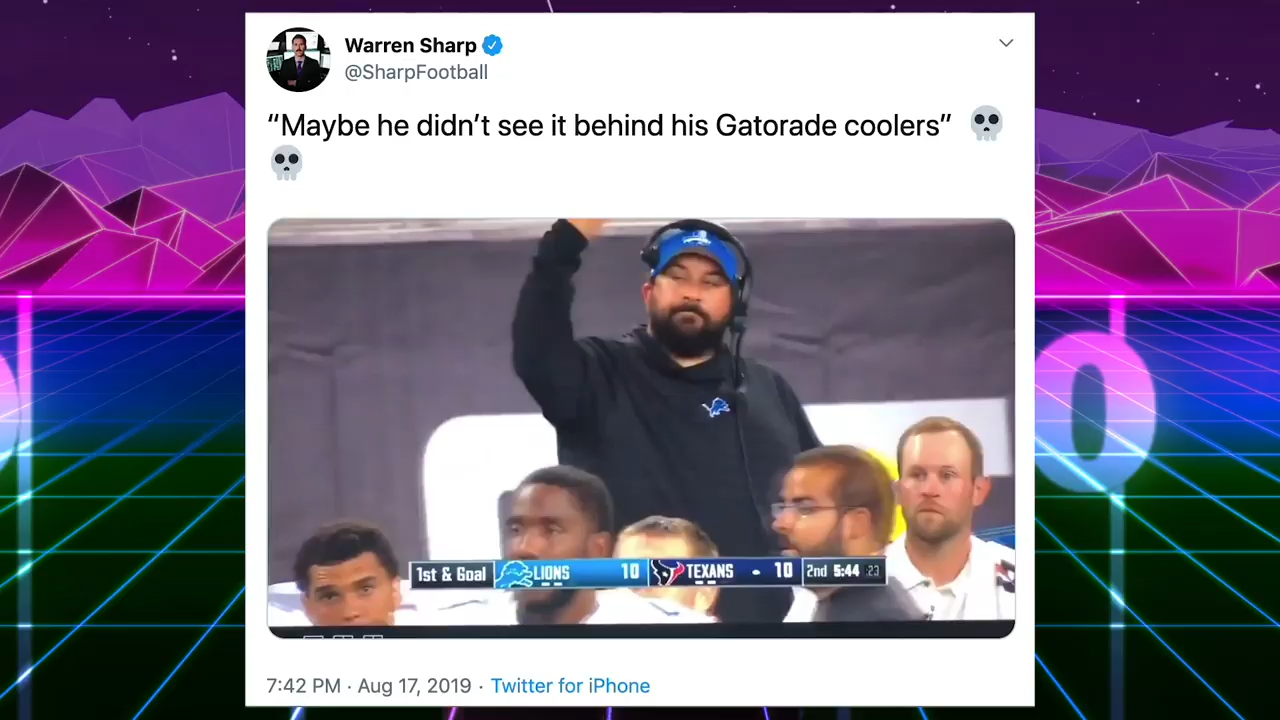 Warren Sharp
@SharpFootball
“Maybe he didn’t see it behind his Gatorade coolers” 💀
💀
1st & Goal LIONS 10 TEXANS 10 2nd 5:44 :23
0
7:42 PM · Aug 17, 2019 · Twitter for iPhone